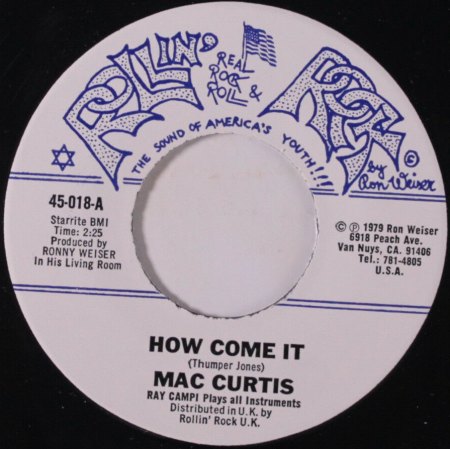 ROLLIN' ROCK
REAL
ROCK &
ROLL
THE SOUND OF AMERICA'S YOUTH!!!
by ©
Ron Weiser
45-018-A
Starrite BMI
Time: 2:25
Produced by
RONNY WEISER
In His Living Room
© ℗ 1979 Ron Weiser
6918 Peach Ave.
Van Nuys, CA. 91406
Tel.: 781-4805
U.S.A.
HOW COME IT
(Thumper Jones)
MAC CURTIS
RAY CAMPI Plays all Instruments
Distributed in U.K. by
Rollin' Rock U.K.